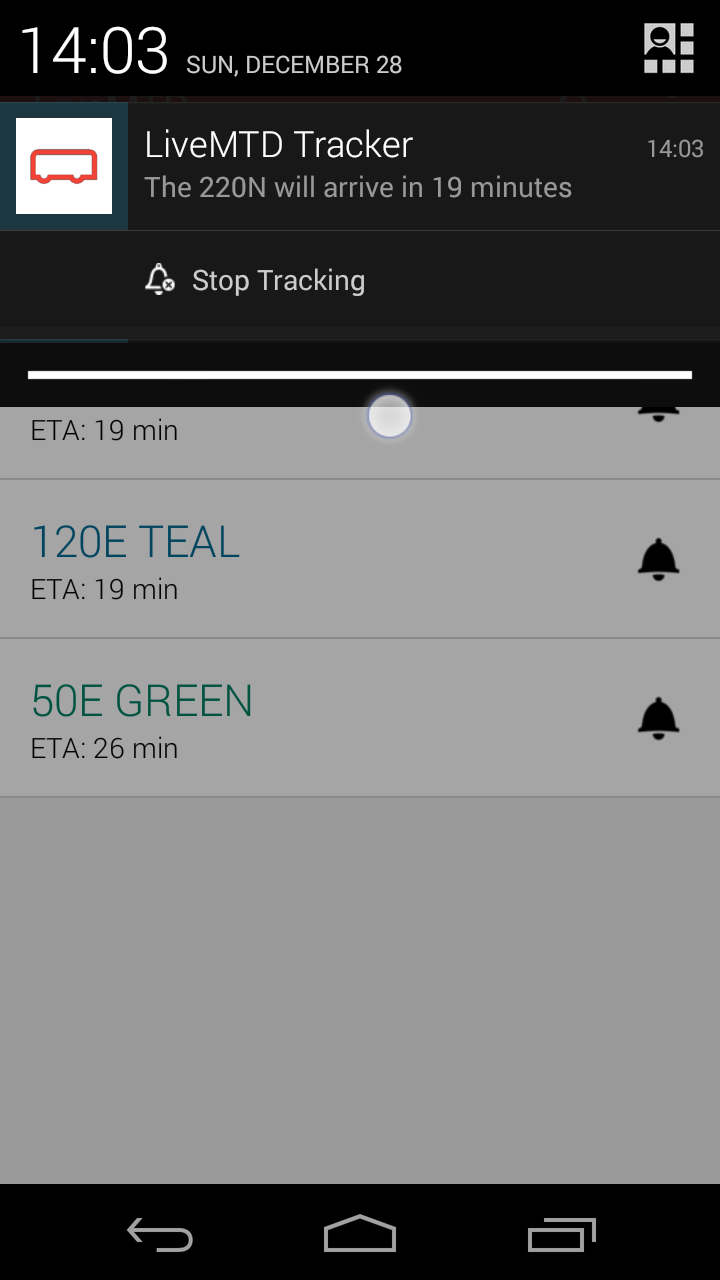 14:03 SUN, DECEMBER 28
LiveMTD Tracker 14:03
The 220N will arrive in 19 minutes
Stop Tracking
ETA: 19 min
120E TEAL
ETA: 19 min
50E GREEN
ETA: 26 min